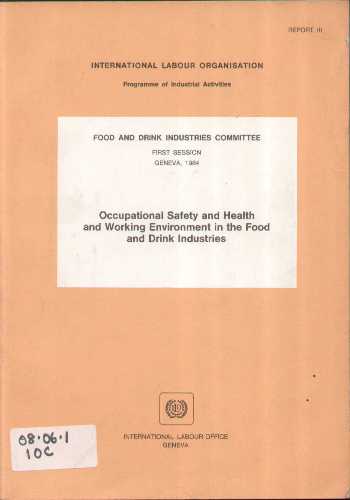 REPORT III
INTERNATIONAL LABOUR ORGANISATION
Programme of Industrial Activities
FOOD AND DRINK INDUSTRIES COMMITTEE
FIRST SESSION
GENEVA, 1984
Occupational Safety and Health
and Working Environment in the Food
and Drink Industries
08.06.1
10C
INTERNATIONAL LABOUR OFFICE
GENEVA